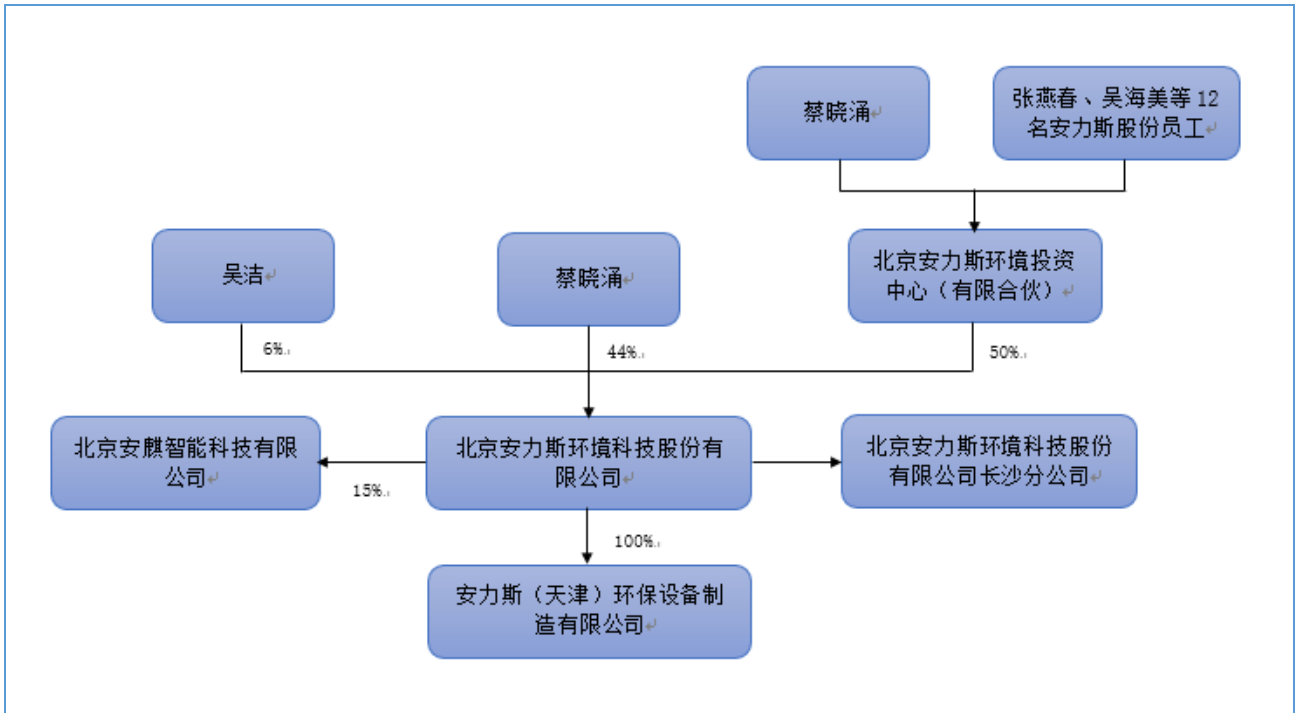 蔡晓涌
张燕春、吴海美等 12
名安力斯股份员工
吴洁
蔡晓涌
北京安力斯环境投资
中心（有限合伙）
6%
44%
50%
北京安麒智能科技有限
公司
15%
北京安力斯环境科技股份有
限公司
北京安力斯环境科技股份
有限公司长沙分公司
100%
安力斯（天津）环保设备制
造有限公司